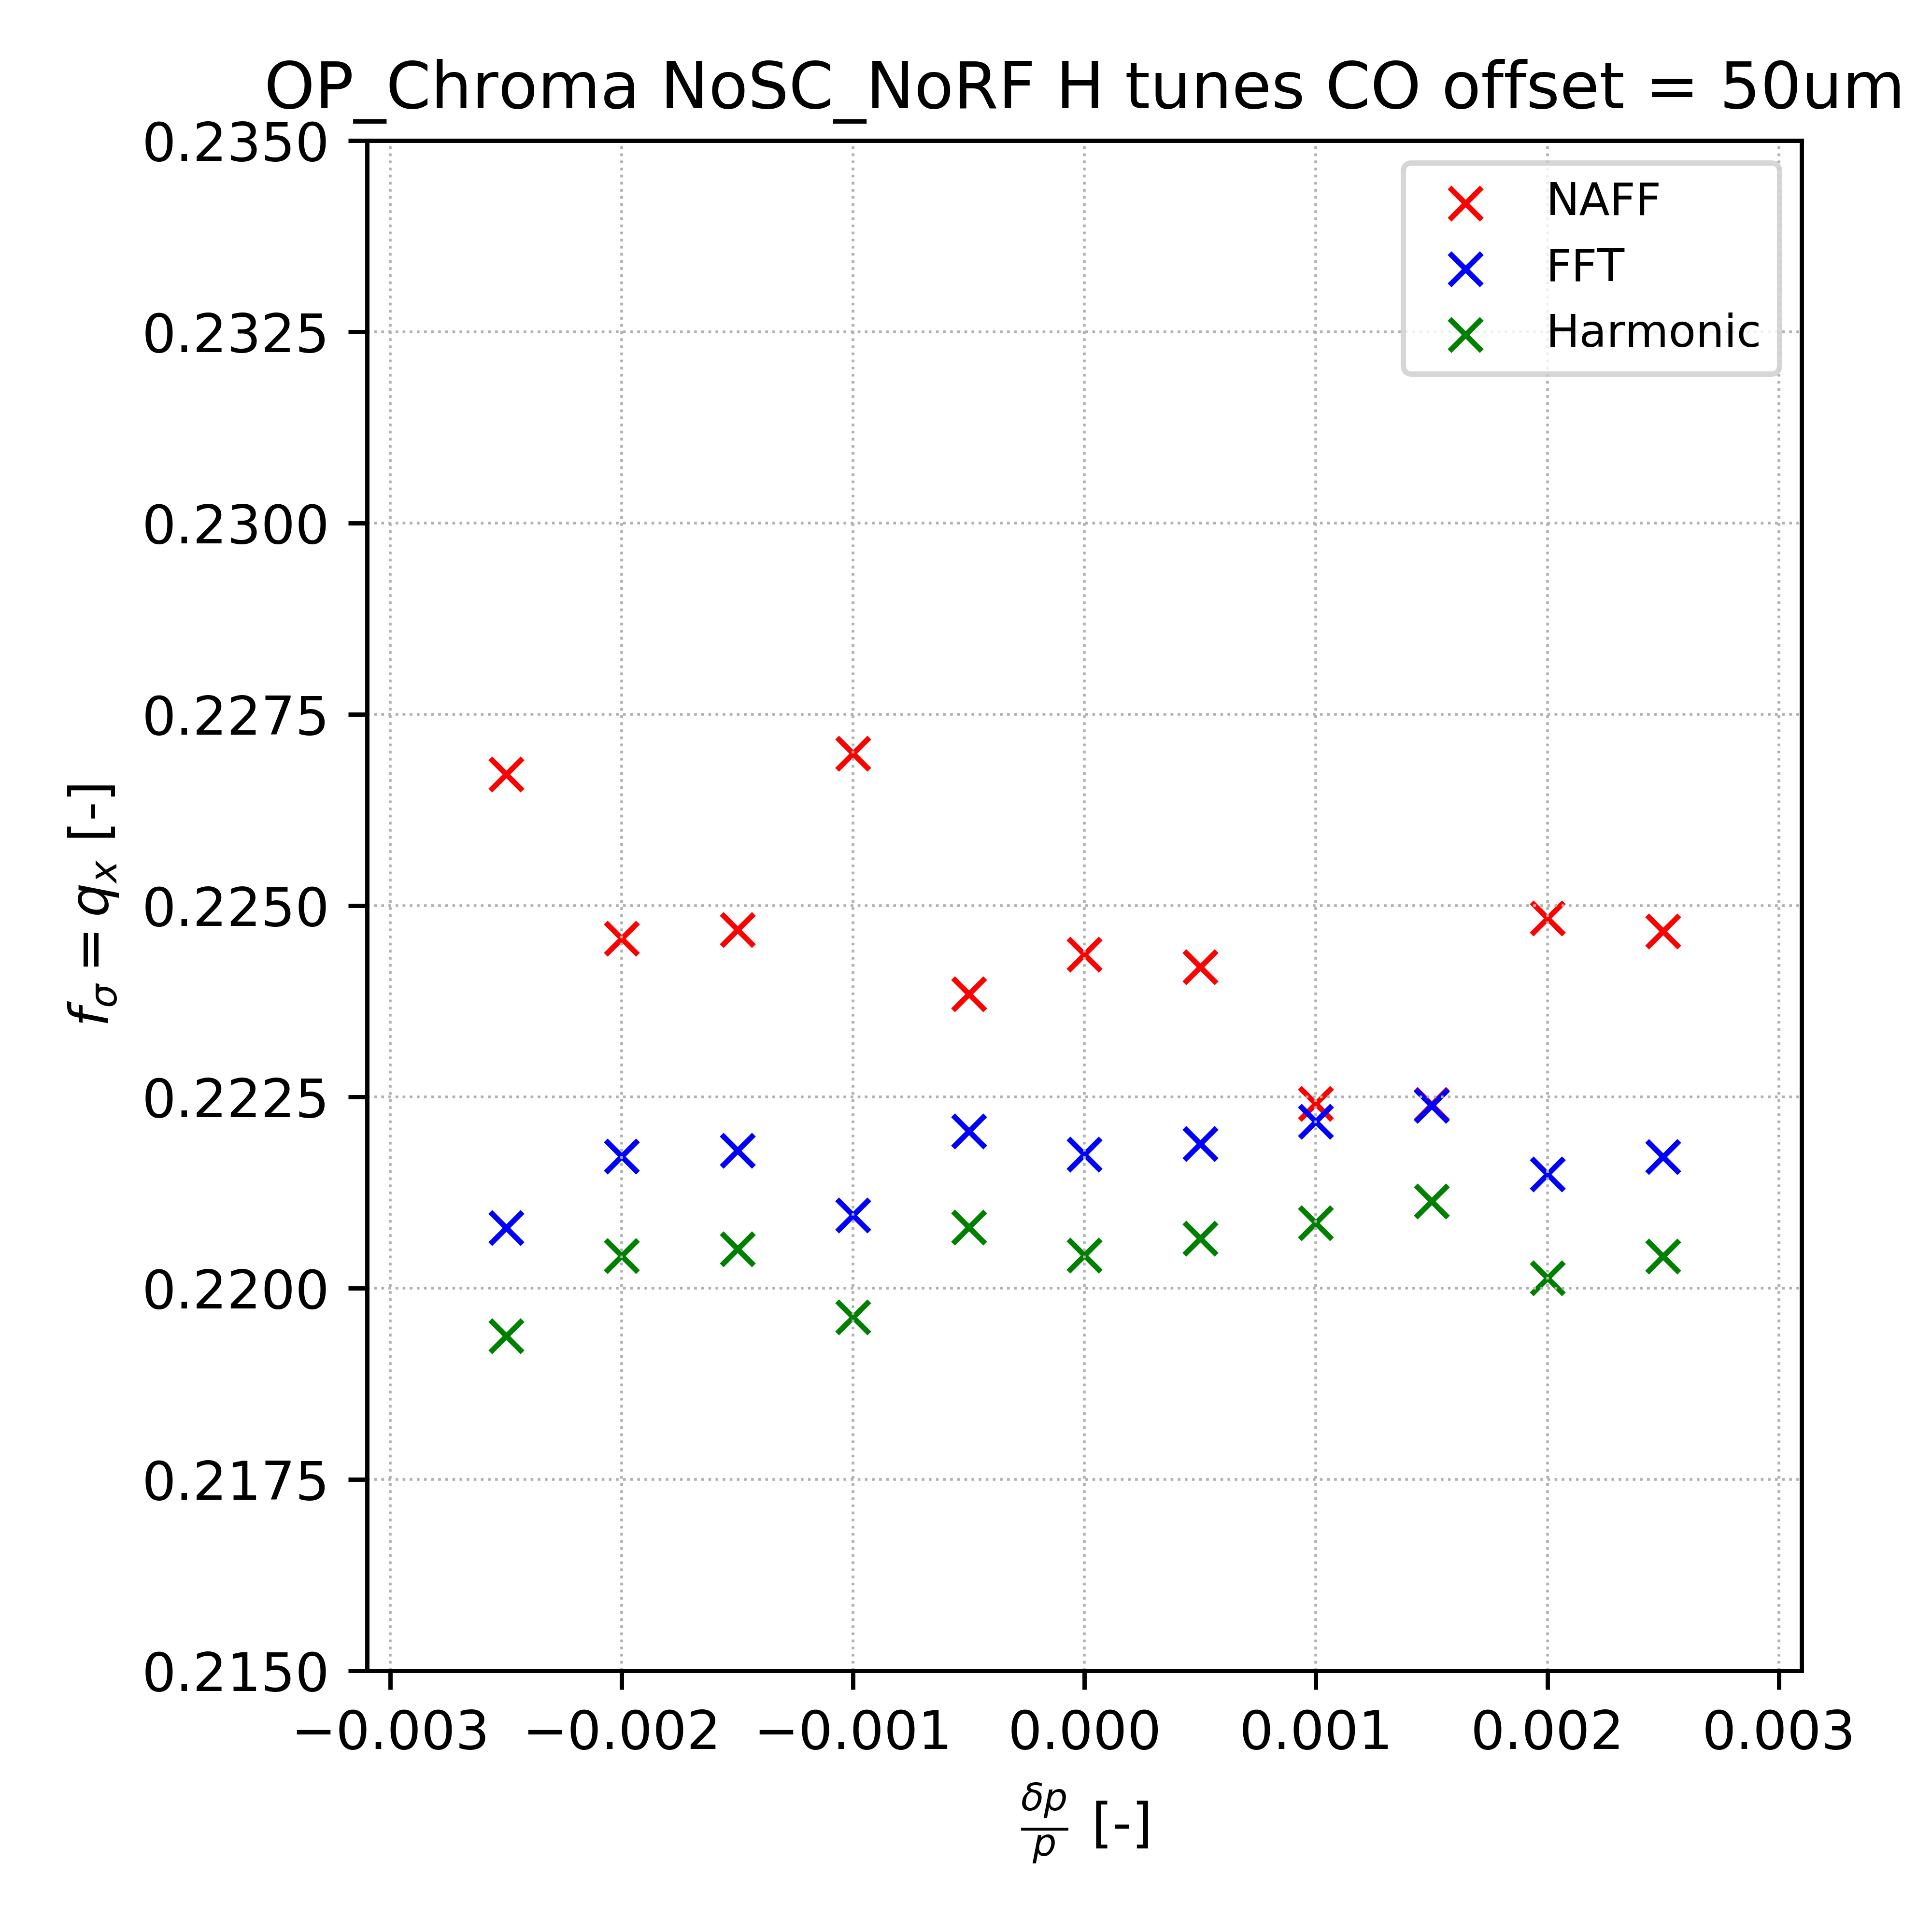 OP_Chroma NoSC_NoRF H tunes CO offset = 50um
NAFF
FFT
Harmonic
0.2350
0.2325
0.2300
0.2275
0.2250
0.2225
0.2200
0.2175
0.2150
fσ = qx [-]
−0.003 −0.002 −0.001 0.000 0.001 0.002 0.003
δp
p [-]